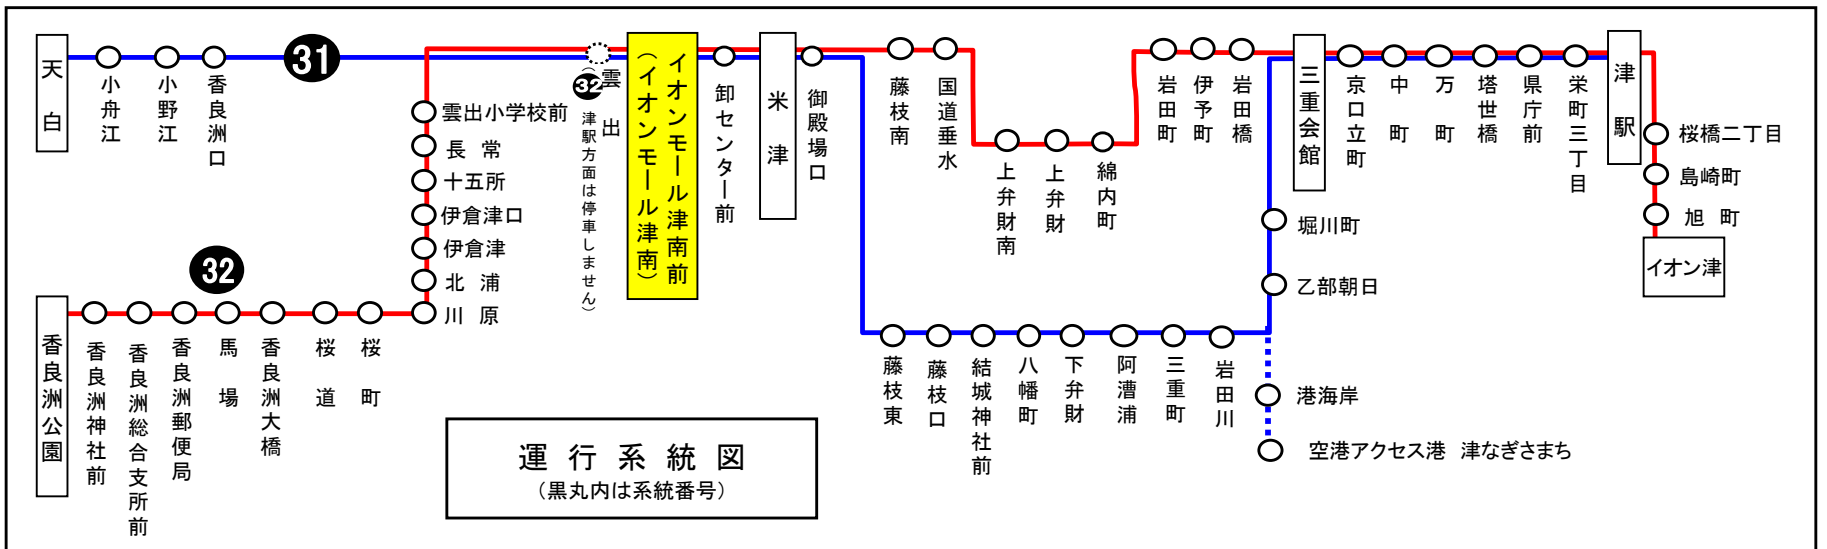 天白
小舟江
小野江
香良洲口
31
雲出
(32 津駅方面は停車しません)
イオンモール津南前
(イオンモール津南)
卸センター前
米津
御殿場口
藤枝南
国道垂水
上弁財南
上弁財
綿内町
岩田町
伊予町
岩田橋
三重会館
京口立町
中町
万町
塔世橋
県庁前
栄町三丁目
津駅
桜橋二丁目
島崎町
旭町
イオン津
雲出小学校前
長常
十五所
伊倉津口
伊倉津
北浦
川原
32
香良洲公園
香良洲神社前
香良洲総合支所前
香良洲郵便局
馬場
香良洲大橋
桜道
桜町
藤枝東
藤枝口
結城神社前
八幡町
下弁財
阿漕浦
三重町
岩田川
堀川町
乙部朝日
港海岸
空港アクセス港 津なぎさまち
運行系統図
(黒丸内は系統番号)